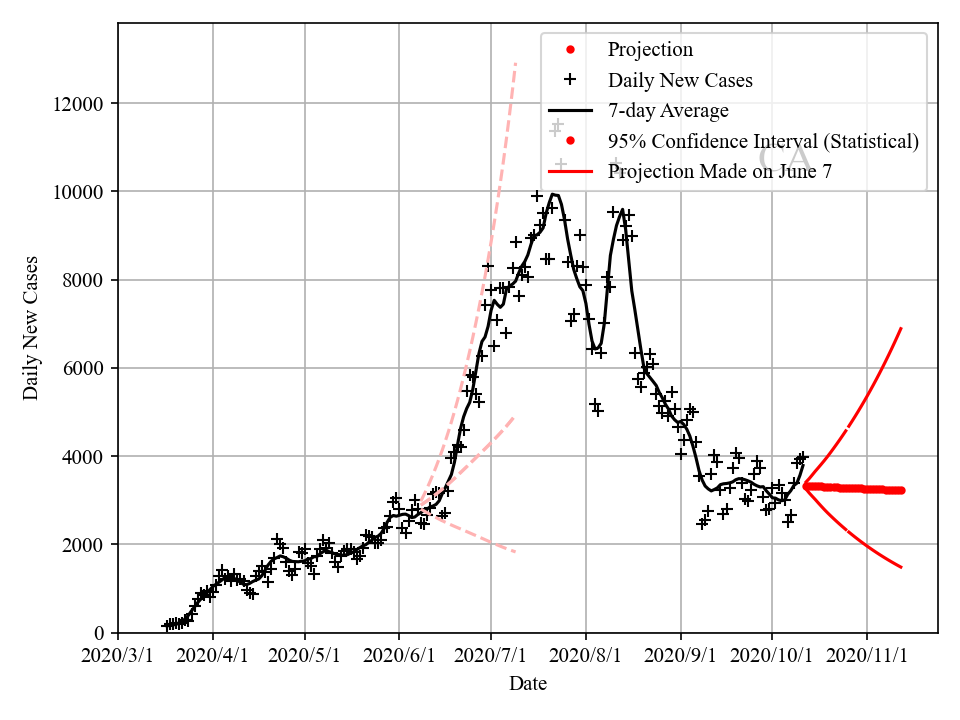 Projection
Daily New Cases
7-day Average
95% Confidence Interval (Statistical)
Projection Made on June 7
CA
Daily New Cases
12000
10000
8000
6000
4000
2000
0
2020/3/1 2020/4/1 2020/5/1 2020/6/1 2020/7/1 2020/8/1 2020/9/1 2020/10/1 2020/11/1
Date